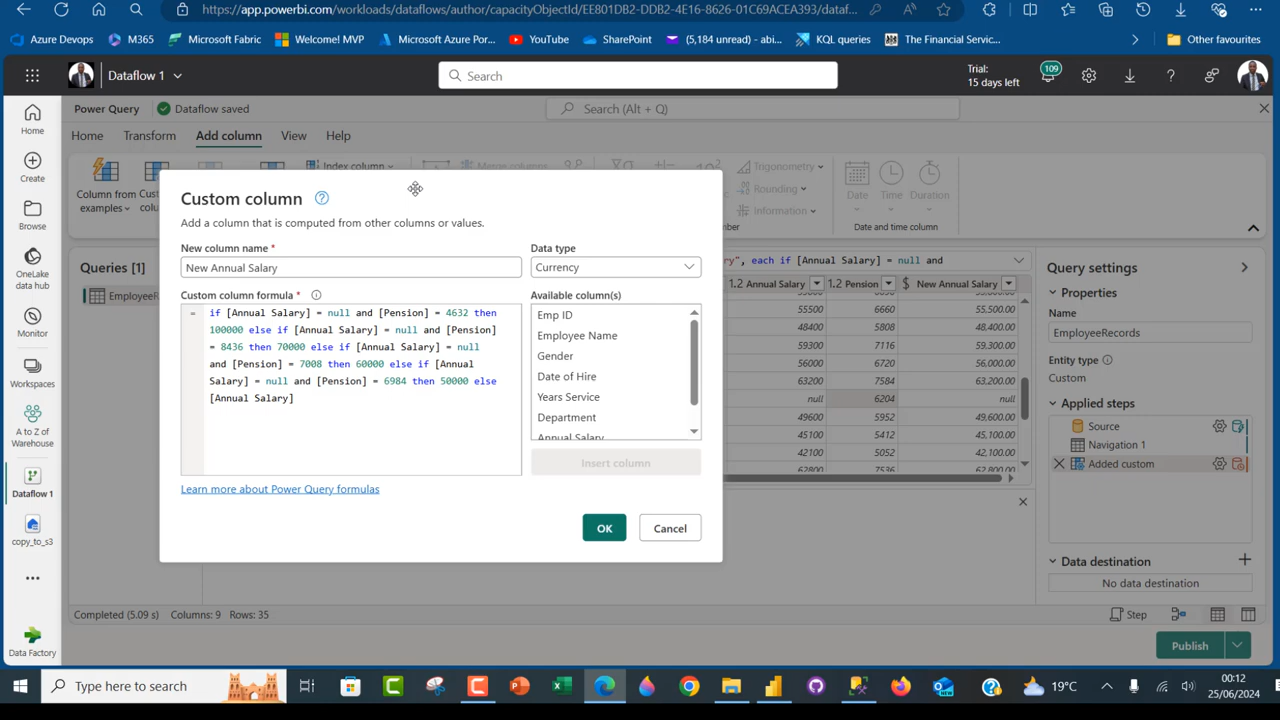 https://app.powerbi.com/workloads/dataflows/author/capacityObjectId/EE801DB2-DDB2-4E16-8626-01C69ACEA393/dataf...
Azure Devops
M365
Microsoft Fabric
Welcome! MVP
Microsoft Azure Por...
YouTube
SharePoint
(5,184 unread) - abi...
KQL queries
The Financial Servic...
Other favourites
Dataflow 1
Search
Trial:
15 days left
109
Power Query
Dataflow saved
Search (Alt + Q)
Home
Transform
Add column
View
Help
Home
Create
Browse
OneLake
data hub
Monitor
Workspaces
A to Z of
Warehouse
Dataflow 1
copy_to_s3
Data Factory
Column from
examples
Index column
Merge columns
Trigonometry
Rounding
Information
Date
Time
Duration
Date and time column
Queries [1]
Custom column
Add a column that is computed from other columns or values.
New column name *
Data type
New Annual Salary
Currency
Custom column formula *
Available column(s)
= if [Annual Salary] = null and [Pension] = 4632 then
100000 else if [Annual Salary] = null and [Pension]
= 8436 then 70000 else if [Annual Salary] = null
and [Pension] = 7008 then 60000 else if [Annual
Salary] = null and [Pension] = 6984 then 50000 else
[Annual Salary]
Emp ID
Employee Name
Gender
Date of Hire
Years Service
Department
Annual Salary
Insert column
Learn more about Power Query formulas
OK
Cancel
Salary", each if [Annual Salary] = null and
1.2 Annual Salary
1.2 Pension
$ New Annual Salary
55500 6660 55,500.00
48400 5808 48,400.00
59300 7116 59,300.00
56000 6720 56,000.00
63200 7584 63,200.00
null 6204 null
49600 5952 49,600.00
45100 5412 45,100.00
42100 5052 42,100.00
62800 7536 62,800.00
Query settings
Properties
Name
EmployeeRecords
Entity type
Custom
Applied steps
Source
Navigation 1
Added custom
Data destination
No data destination
Completed (5.09 s)
Columns: 9
Rows: 35
Step
Publish
Type here to search
19°C
00:12
25/06/2024